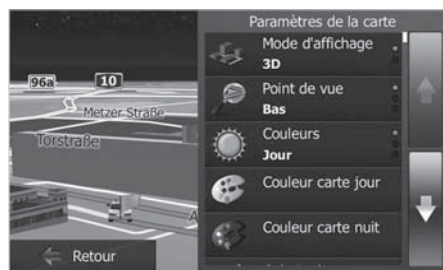 Paramètres de la carte
96a
10
Metzer Straße
Torstraße
A
Mode d'affichage
3D
Point de vue
Bas
Couleurs
Jour
Couleur carte jour
Couleur carte nuit
Retour